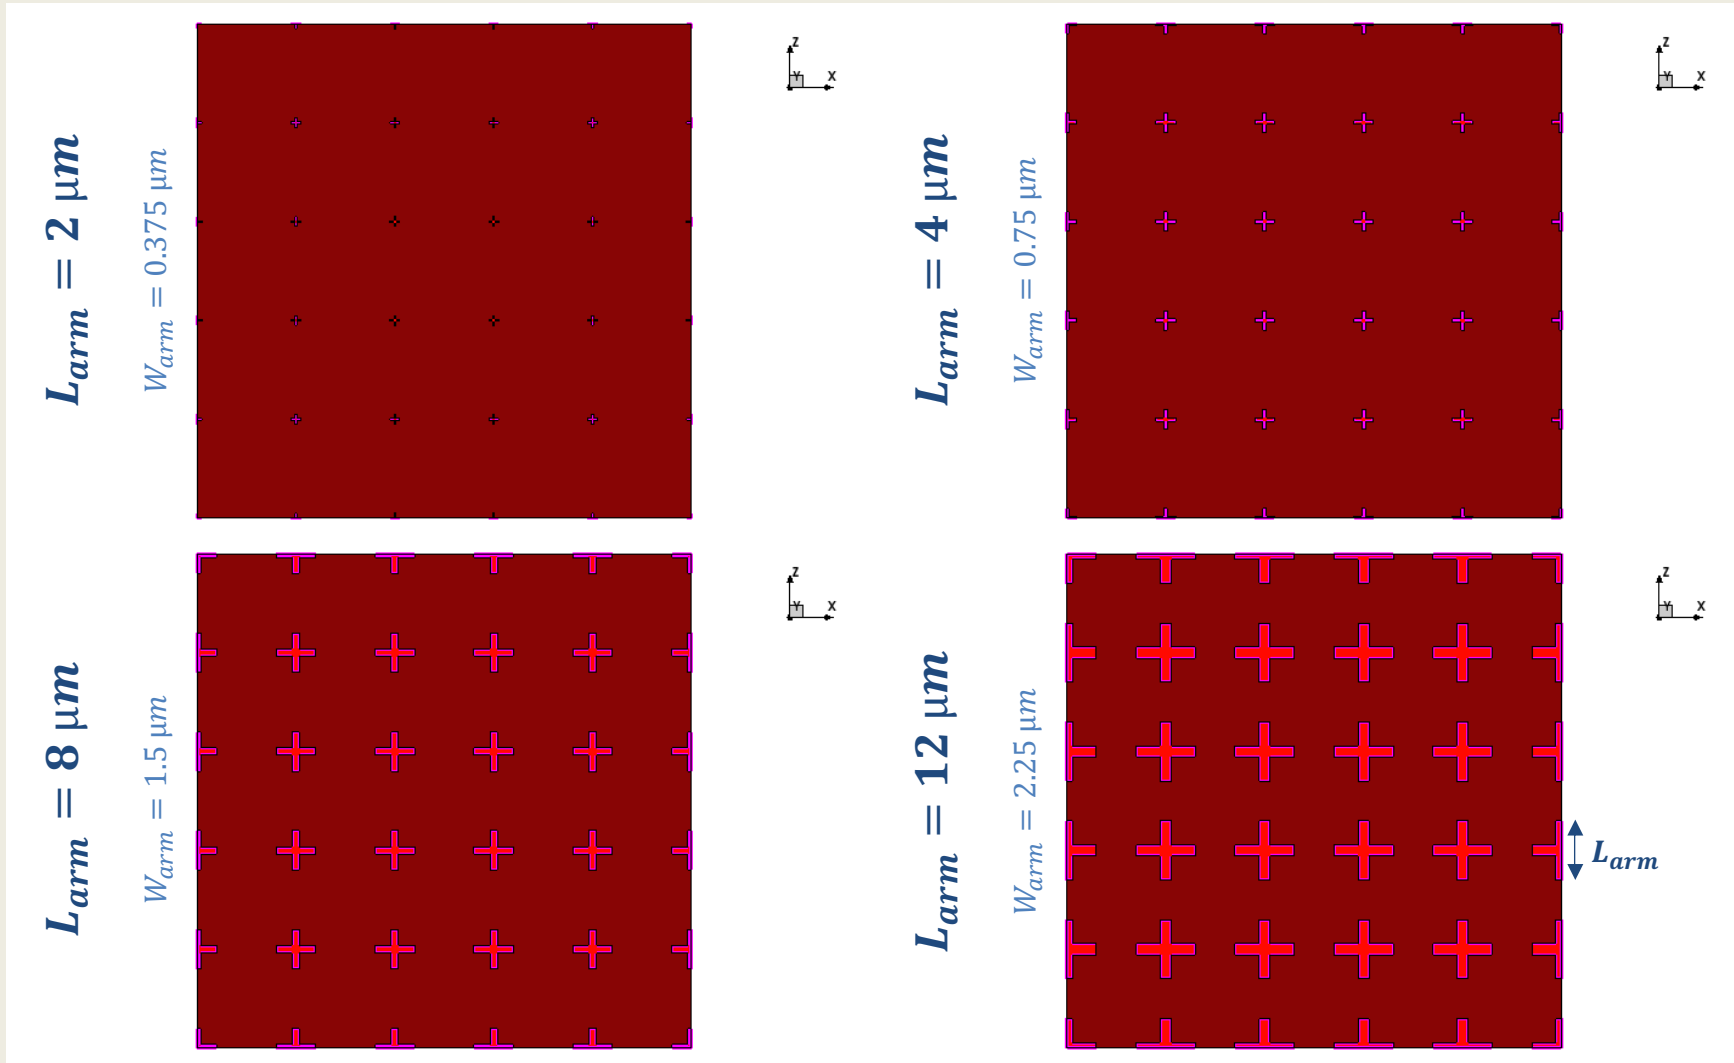 L_arm = 2 μm
W_arm = 0.375 μm
Z
Y
X
L_arm = 4 μm
W_arm = 0.75 μm
Z
Y
X
L_arm = 8 μm
W_arm = 1.5 μm
Z
Y
X
L_arm = 12 μm
W_arm = 2.25 μm
Z
Y
X
L_arm